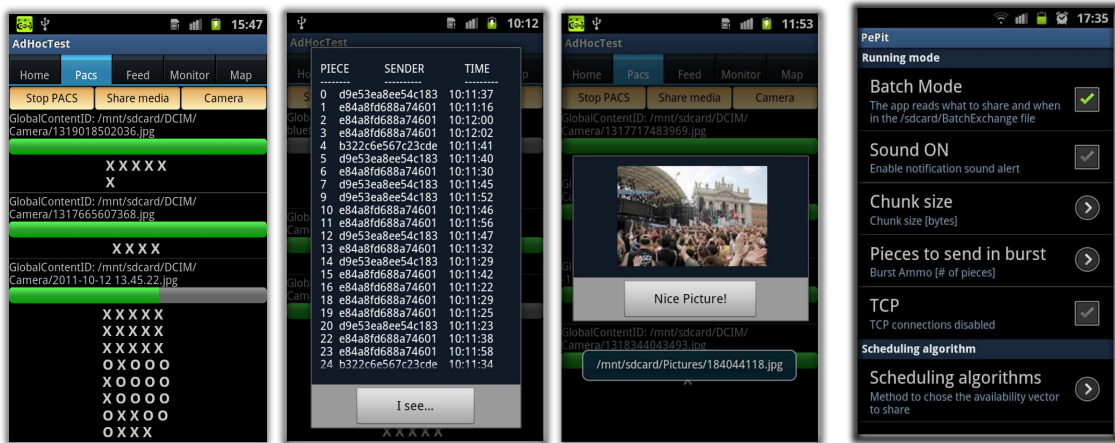 15:47
AdHocTest
Home Pacs Feed Monitor Map
Stop PACS Share media Camera
GlobalContentID: /mnt/sdcard/DCIM/
Camera/1319018502036.jpg
X X X X X
X
GlobalContentID: /mnt/sdcard/DCIM/
Camera/1317665607368.jpg
X X X X
GlobalContentID: /mnt/sdcard/DCIM/
Camera/2011-10-12 13.45.22.jpg
X X X X X
X X X X X
X X X X X
O X O O O
X O O O O
X O O O O
O X X O O
O X X X
10:12
AdHocTest
PIECE SENDER TIME
-------- ---------- ---------
0 d9e53ea8ee54c183 10:11:37
1 e84a8fd688a74601 10:11:16
2 e84a8fd688a74601 10:12:00
3 e84a8fd688a74601 10:12:02
4 b322c6e567c23cde 10:11:41
5 d9e53ea8ee54c183 10:11:40
6 e84a8fd688a74601 10:11:30
7 d9e53ea8ee54c183 10:11:45
9 d9e53ea8ee54c183 10:11:52
10 e84a8fd688a74601 10:11:46
11 e84a8fd688a74601 10:11:56
12 d9e53ea8ee54c183 10:11:47
13 e84a8fd688a74601 10:11:32
14 d9e53ea8ee54c183 10:11:29
15 e84a8fd688a74601 10:11:42
16 e84a8fd688a74601 10:11:22
18 e84a8fd688a74601 10:11:29
19 e84a8fd688a74601 10:11:25
20 d9e53ea8ee54c183 10:11:23
22 e84a8fd688a74601 10:11:38
23 e84a8fd688a74601 10:11:58
24 b322c6e567c23cde 10:11:34
I see...
X X X X X
11:53
AdHocTest
Home Pacs Feed Monitor Map
Stop PACS Share media Camera
GlobalContentID: /mnt/sdcard/DCIM/
Camera/1317717483969.jpg
Nice Picture!
GlobalContentID: /mnt/sdcard/DCIM/
Camera/1318344043493.jpg
/mnt/sdcard/Pictures/184044118.jpg
X
17:35
PePit
Running mode
Batch Mode
The app reads what to share and when
in the /sdcard/BatchExchange file
Sound ON
Enable notification sound alert
Chunk size
Chunk size [bytes]
Pieces to send in burst
Burst Ammo [# of pieces]
TCP
TCP connections disabled
Scheduling algorithm
Scheduling algorithms
Method to chose the availability vector
to share